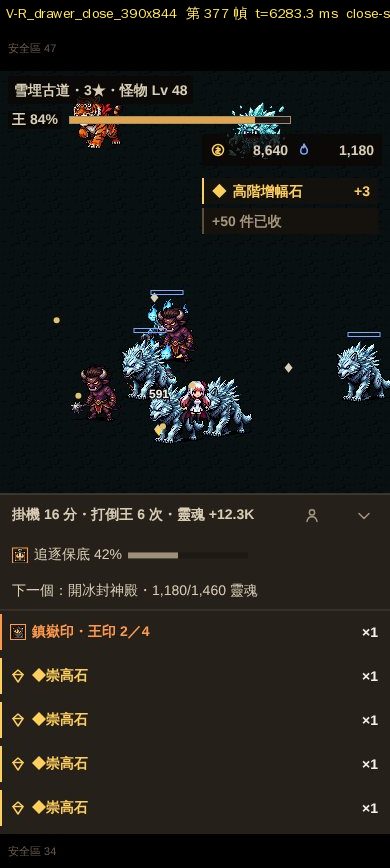 V-R_drawer_close_390x844 第 377 幀 t=6283.3 ms close-s
安全區 47
雪埋古道・3★・怪物 Lv 48
王 84%
8,640 1,180
◆ 高階增幅石 +3
+50 件已收
591
掛機 16 分・打倒王 6 次・靈魂 +12.3K
追逐保底 42%
下一個：開冰封神殿・1,180/1,460 靈魂
鎮嶽印・王印 2／4 ×1
◆崇高石 ×1
◆崇高石 ×1
◆崇高石 ×1
◆崇高石 ×1
安全區 34